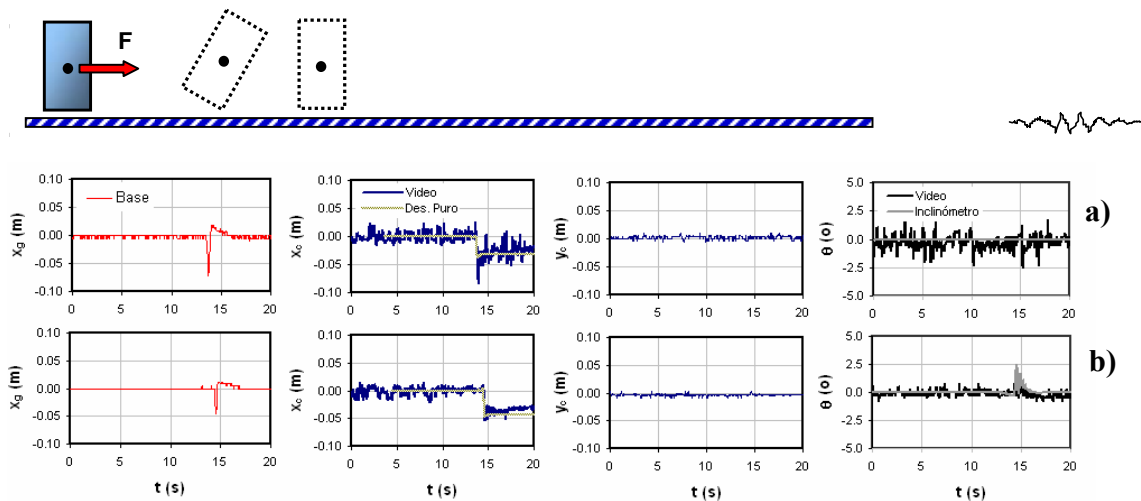 F
0.10
0.05
0.00
-0.05
-0.10
x_g (m)
Base
0 5 10 15 20
0.10
0.05
0.00
-0.05
-0.10
x_c (m)
Video
Des. Puro
0 5 10 15 20
0.10
0.05
0.00
-0.05
-0.10
y_c (m)
0 5 10 15 20
5.0
2.5
0.0
-2.5
-5.0
θ (o)
Video
Inclinómetro
0 5 10 15 20
a)
0.10
0.05
0.00
-0.05
-0.10
x_g (m)
0 5 10 15 20
t (s)
0.10
0.05
0.00
-0.05
-0.10
x_c (m)
0 5 10 15 20
t (s)
0.10
0.05
0.00
-0.05
-0.10
y_c (m)
0 5 10 15 20
t (s)
5.0
2.5
0.0
-2.5
-5.0
θ (o)
0 5 10 15 20
t (s)
b)